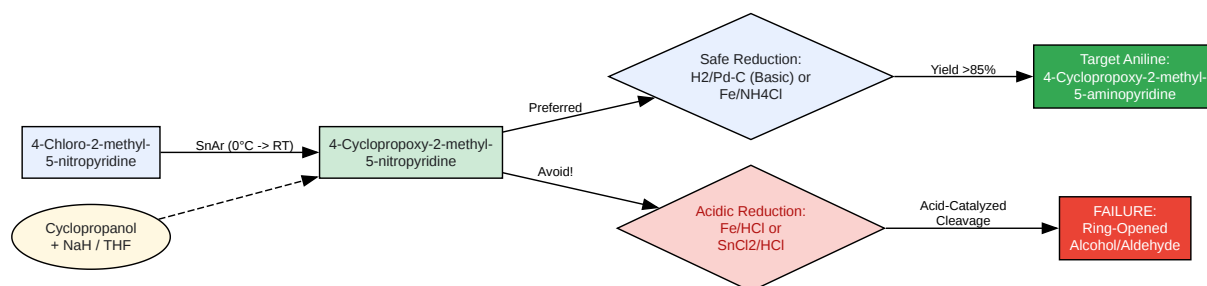 4-Chloro-2-methyl-
5-nitropyridine
SnAr (0°C -> RT)
Cyclopropanol
+ NaH / THF
4-Cyclopropoxy-2-methyl-
5-nitropyridine
Preferred
Avoid!
Safe Reduction:
H2/Pd-C (Basic) or
Fe/NH4Cl
Yield >85%
Target Aniline:
4-Cyclopropoxy-2-methyl-
5-aminopyridine
Acidic Reduction:
Fe/HCl or
SnCl2/HCl
Acid-Catalyzed
Cleavage
FAILURE:
Ring-Opened
Alcohol/Aldehyde